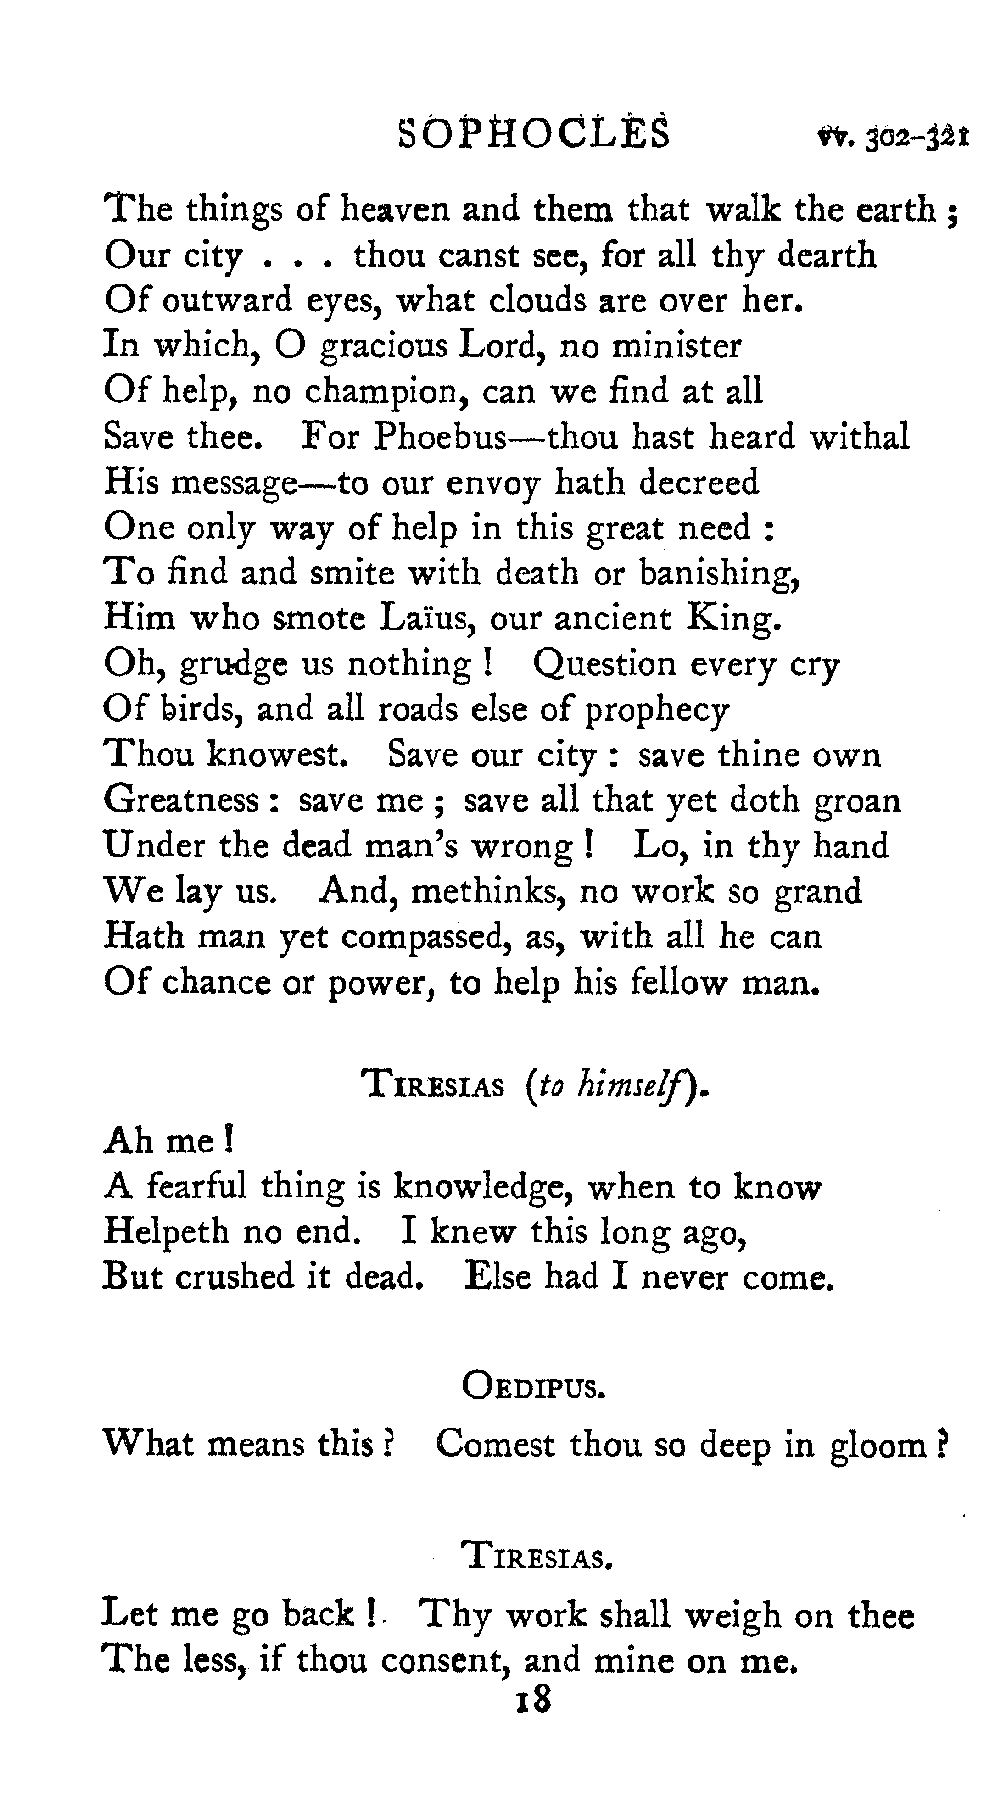 SOPHOCLES vv. 302-321
The things of heaven and them that walk the earth ;
Our city . . . thou canst see, for all thy dearth
Of outward eyes, what clouds are over her.
In which, O gracious Lord, no minister
Of help, no champion, can we find at all
Save thee. For Phoebus—thou hast heard withal
His message—to our envoy hath decreed
One only way of help in this great need :
To find and smite with death or banishing,
Him who smote Laïus, our ancient King.
Oh, grudge us nothing ! Question every cry
Of birds, and all roads else of prophecy
Thou knowest. Save our city : save thine own
Greatness : save me ; save all that yet doth groan
Under the dead man's wrong ! Lo, in thy hand
We lay us. And, methinks, no work so grand
Hath man yet compassed, as, with all he can
Of chance or power, to help his fellow man.
TIRESIAS (to himself).
Ah me !
A fearful thing is knowledge, when to know
Helpeth no end. I knew this long ago,
But crushed it dead. Else had I never come.
OEDIPUS.
What means this ? Comest thou so deep in gloom ?
TIRESIAS.
Let me go back ! Thy work shall weigh on thee
The less, if thou consent, and mine on me.
18